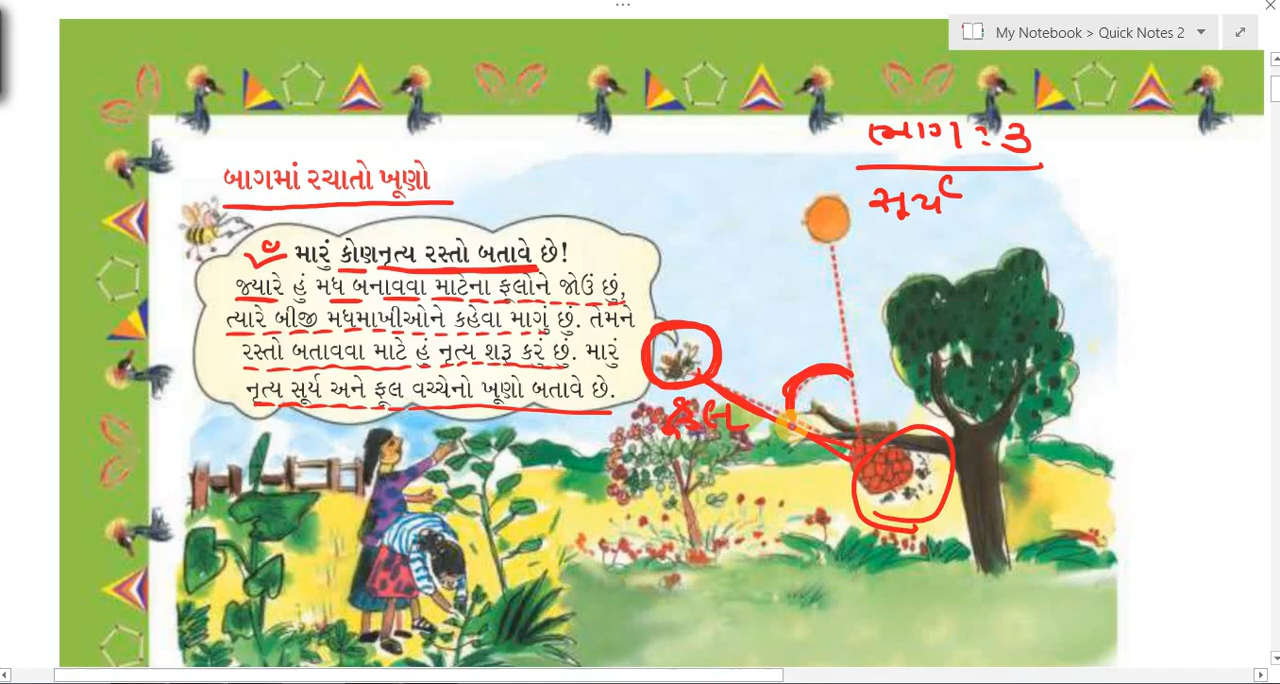 My Notebook > Quick Notes 2
ભાગ : ૩
સૂર્ય
બાગમાં રચાતો ખૂણો
મારું કોણનૃત્ય રસ્તો બતાવે છે!
જ્યારે હું મધ બનાવવા માટેના ફૂલોને જોઉં છું,
ત્યારે બીજી મધમાખીઓને કહેવા માગું છું. તેમને
રસ્તો બતાવવા માટે હું નૃત્ય શરૂ કરું છું. મારું
નૃત્ય સૂર્ય અને ફૂલ વચ્ચેનો ખૂણો બતાવે છે.
ફૂલ